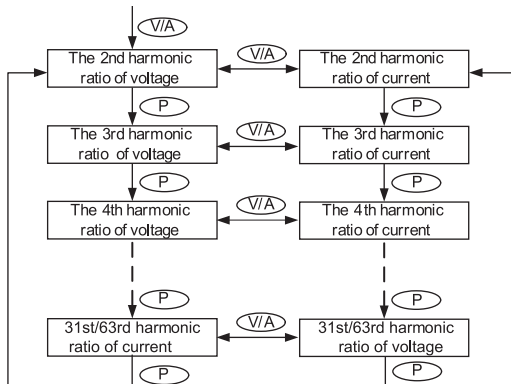 V/A
The 2nd harmonic
ratio of voltage
V/A
The 2nd harmonic
ratio of current
P
P
The 3rd harmonic
ratio of voltage
V/A
The 3rd harmonic
ratio of current
P
P
The 4th harmonic
ratio of voltage
V/A
The 4th harmonic
ratio of current
P
P
31st/63rd harmonic
ratio of current
V/A
31st/63rd harmonic
ratio of voltage
P
P